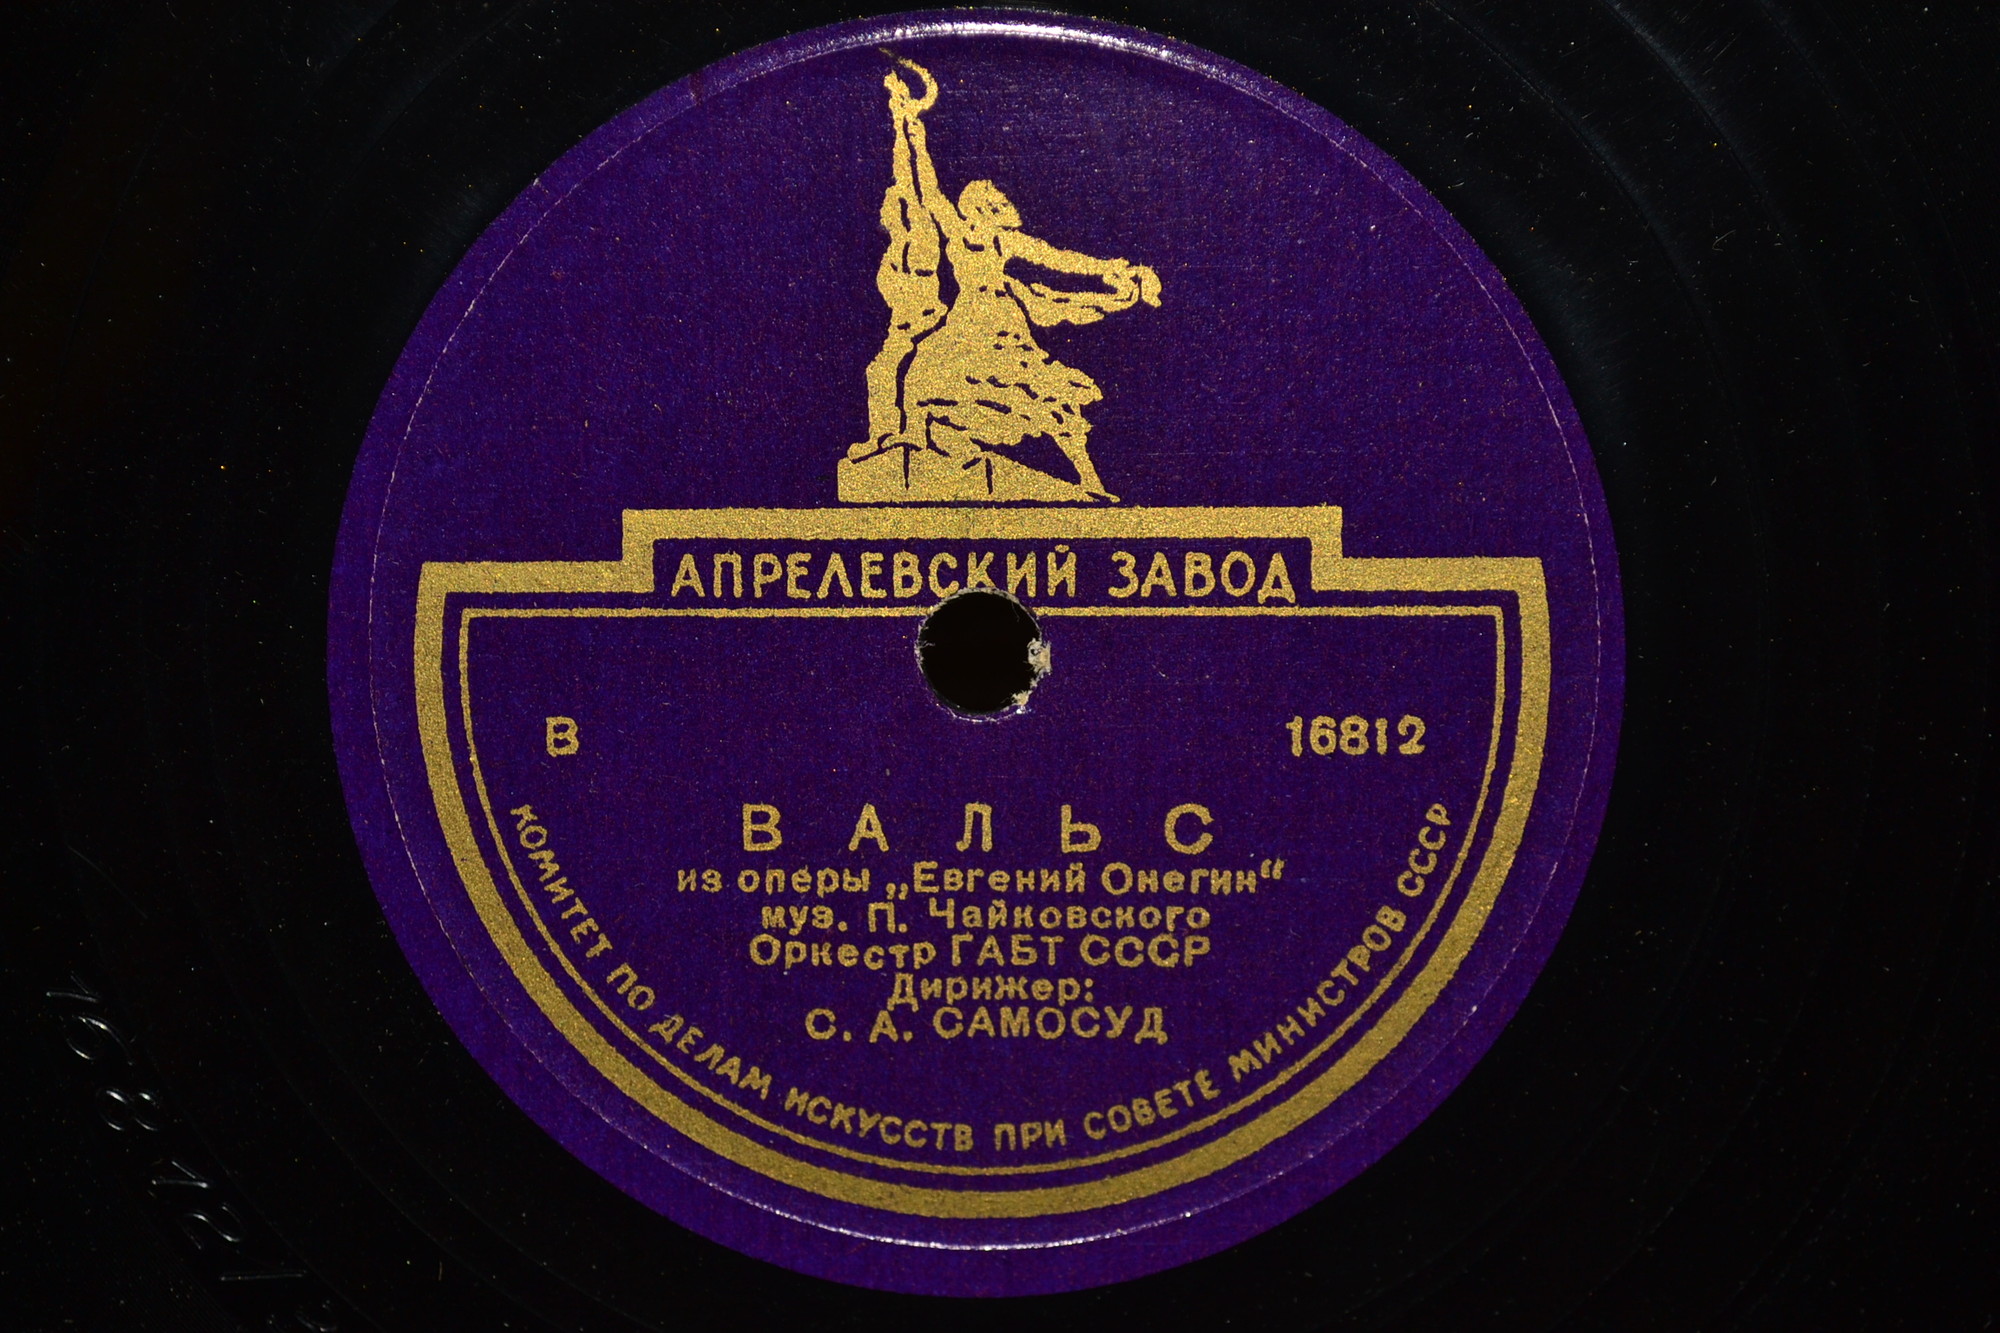 АПРЕЛЕВСКИЙ ЗАВОД
В 16812
ВАЛЬС
из оперы „Евгений Онегин“
муз. П. Чайковского
Оркестр ГАБТ СССР
Дирижер:
С. А. САМОСУД
КОМИТЕТ ПО ДЕЛАМ ИСКУССТВ ПРИ СОВЕТЕ МИНИСТРОВ СССР
16812